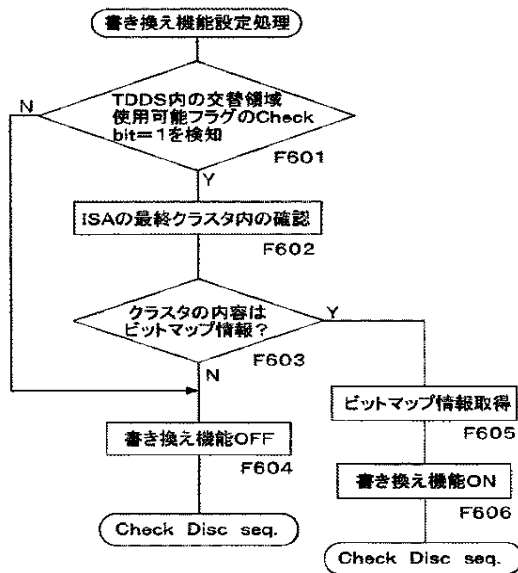 書き換え機能設定処理
N
TDDS内の交替領域
使用可能フラグのCheck
bit=1を検知
F601
Y
ISAの最終クラスタ内の確認
F602
クラスタの内容は
ビットマップ情報?
Y
F603
N
ビットマップ情報取得
F605
書き換え機能OFF
F604
書き換え機能ON
F606
Check Disc seq.
Check Disc seq.